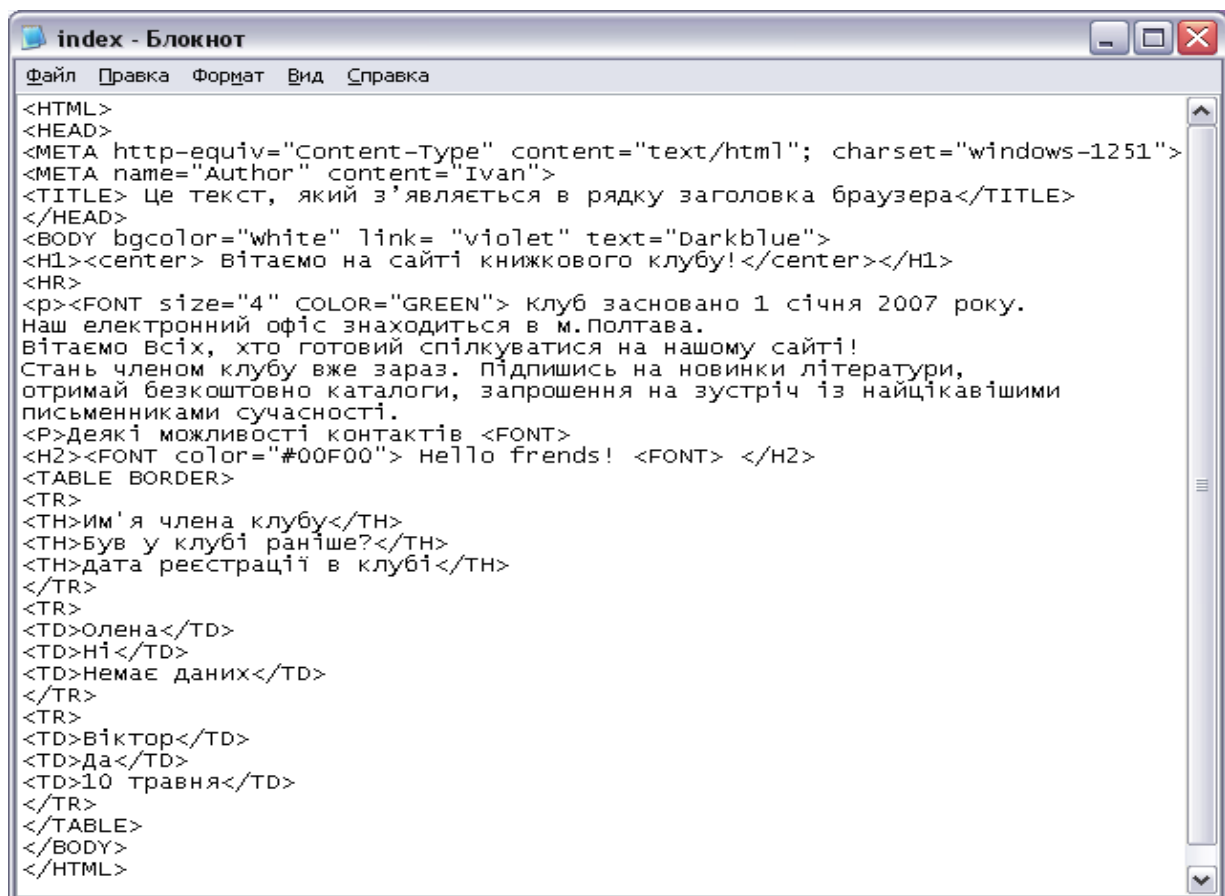 index - Блокнот
Файл Правка Формат Вид Справка
<HTML>
<HEAD>
<META http-equiv="Content-Type" content="text/html"; charset="windows-1251">
<META name="Author" content="Ivan">
<TITLE> Це текст, який з’являється в рядку заголовка браузера</TITLE>
</HEAD>
<BODY bgcolor="White" link= "violet" text="Darkblue">
<H1><center> Вітаємо на сайті книжкового клубу!</center></H1>
<HR>
<p><FONT size="4" COLOR="GREEN"> Клуб засновано 1 січня 2007 року.
Наш електронний офіс знаходиться в м.Полтава.
Вітаємо Всіх, хто готовий спілкуватися на нашому сайті!
Стань членом клубу вже зараз. Підпишись на новинки літератури,
отримай безкоштовно каталоги, запрошення на зустріч із найцікавішими
письменниками сучасності.
<P>Деякі можливості контактів <FONT>
<H2><FONT color="#00F00"> Hello frends! <FONT> </H2>
<TABLE BORDER>
<TR>
<TH>Им'я члена клубу</TH>
<TH>Був у клубі раніше?</TH>
<TH>дата реєстрації в клубі</TH>
</TR>
<TR>
<TD>Олена</TD>
<TD>Ні</TD>
<TD>Немає даних</TD>
</TR>
<TR>
<TD>Віктор</TD>
<TD>Да</TD>
<TD>10 травня</TD>
</TR>
</TABLE>
</BODY>
</HTML>